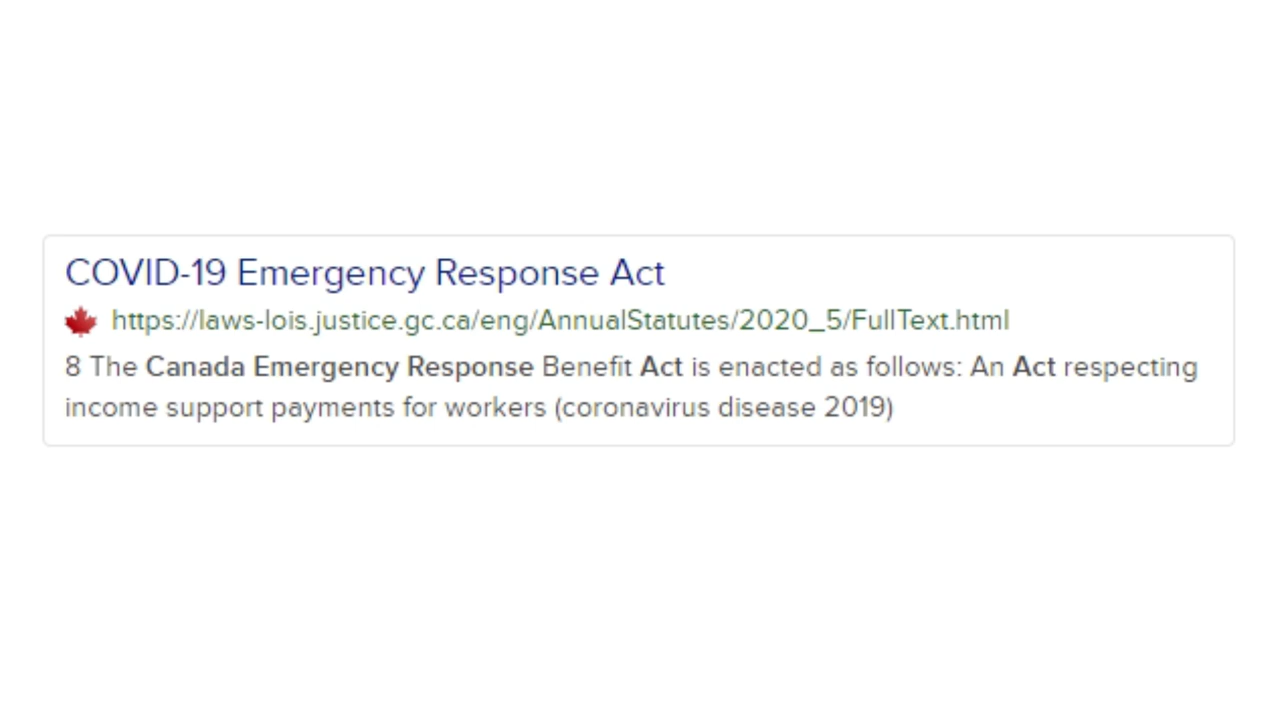 COVID-19 Emergency Response Act
https://laws-lois.justice.gc.ca/eng/AnnualStatutes/2020_5/FullText.html
8 The Canada Emergency Response Benefit Act is enacted as follows: An Act respecting
income support payments for workers (coronavirus disease 2019)